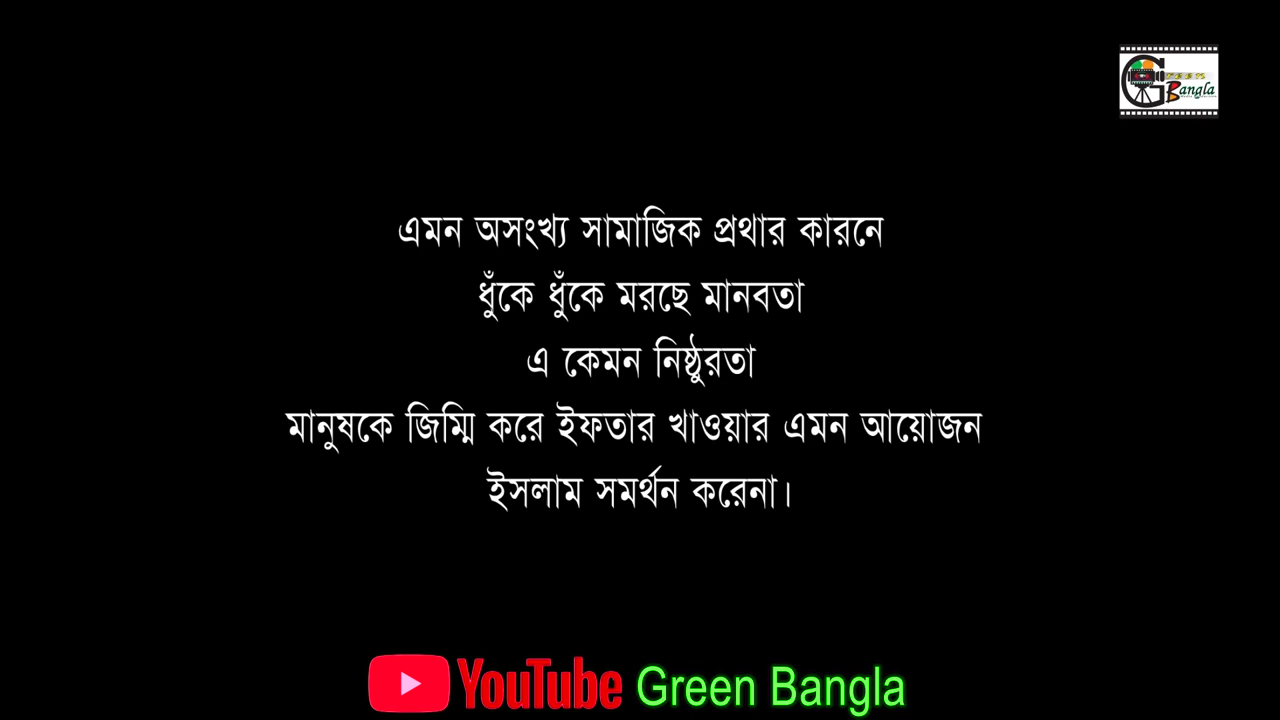 Green
Bangla
এমন অসংখ্য সামাজিক প্রথার কারনে
ধুঁকে ধুঁকে মরছে মানবতা
এ কেমন নিষ্ঠুরতা
মানুষকে জিম্মি করে ইফতার খাওয়ার এমন আয়োজন
ইসলাম সমর্থন করেনা।
YouTube Green Bangla